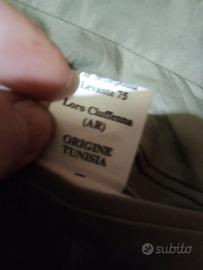 Levante 75
Loro Ciuffenna
(AR)
ORIGINE
TUNISIA
subito